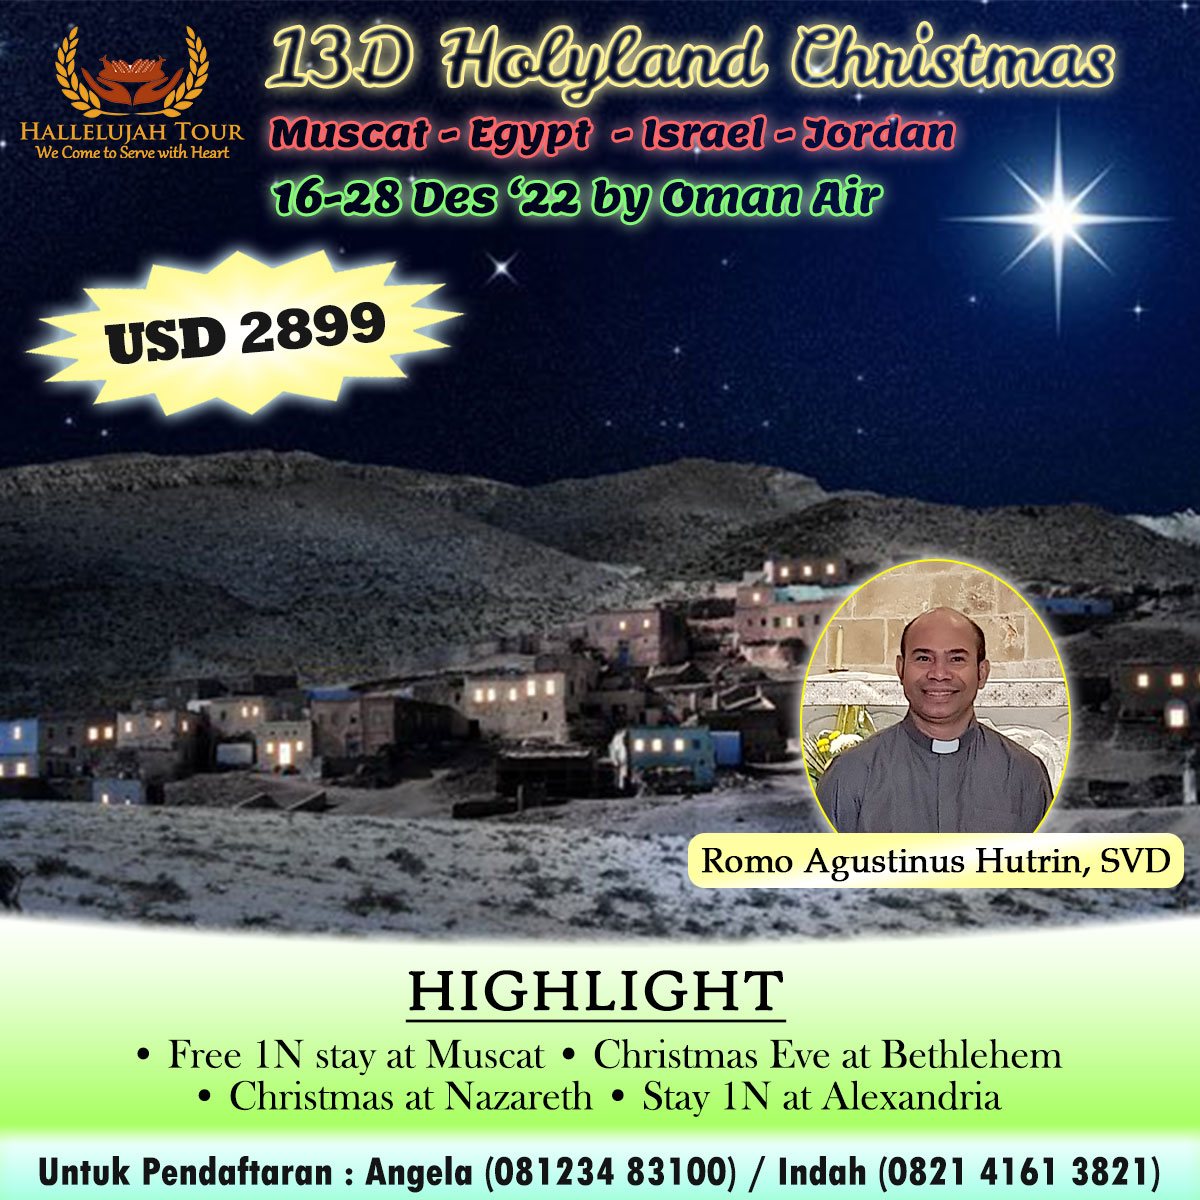 HALLELUJAH TOUR
We Come to Serve with Heart
13D Holyland Christmas
Muscat - Egypt - Israel - Jordan
16-28 Des ‘22 by Oman Air
USD 2899
Romo Agustinus Hutrin, SVD
HIGHLIGHT
• Free 1N stay at Muscat • Christmas Eve at Bethlehem
• Christmas at Nazareth • Stay 1N at Alexandria
Untuk Pendaftaran : Angela (081234 83100) / Indah (0821 4161 3821)